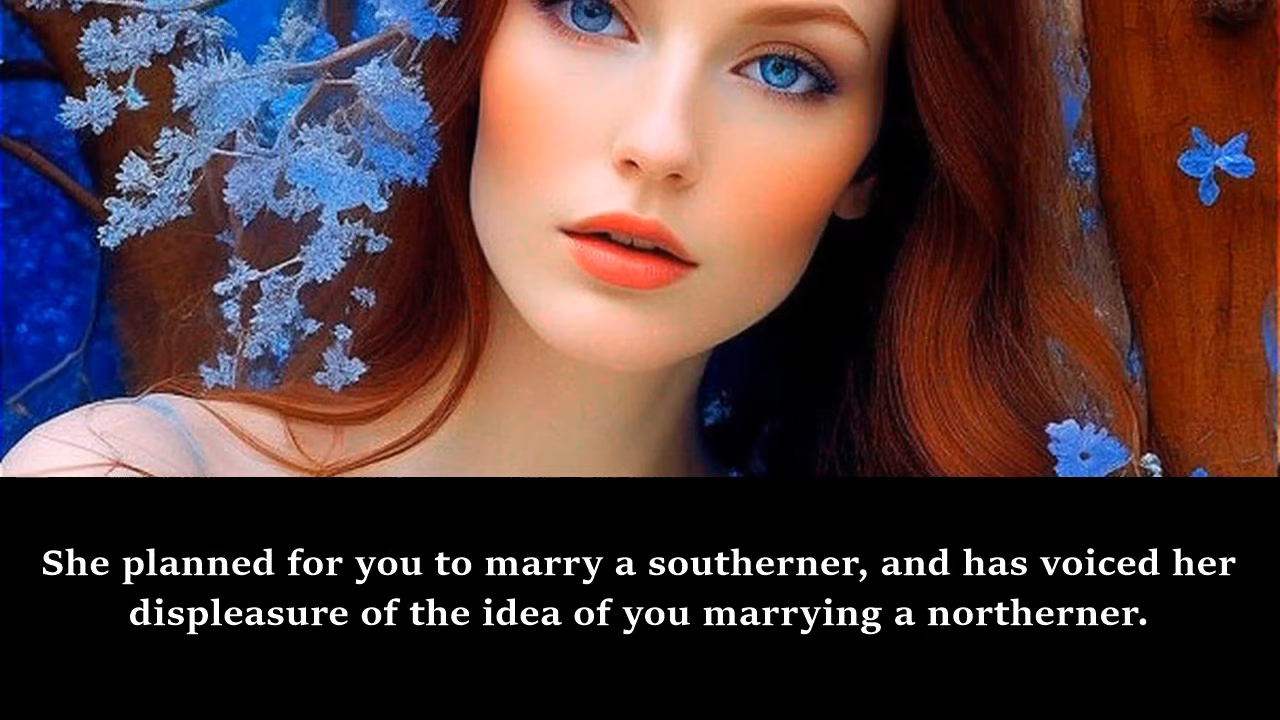 She planned for you to marry a southerner, and has voiced her
displeasure of the idea of you marrying a northerner.